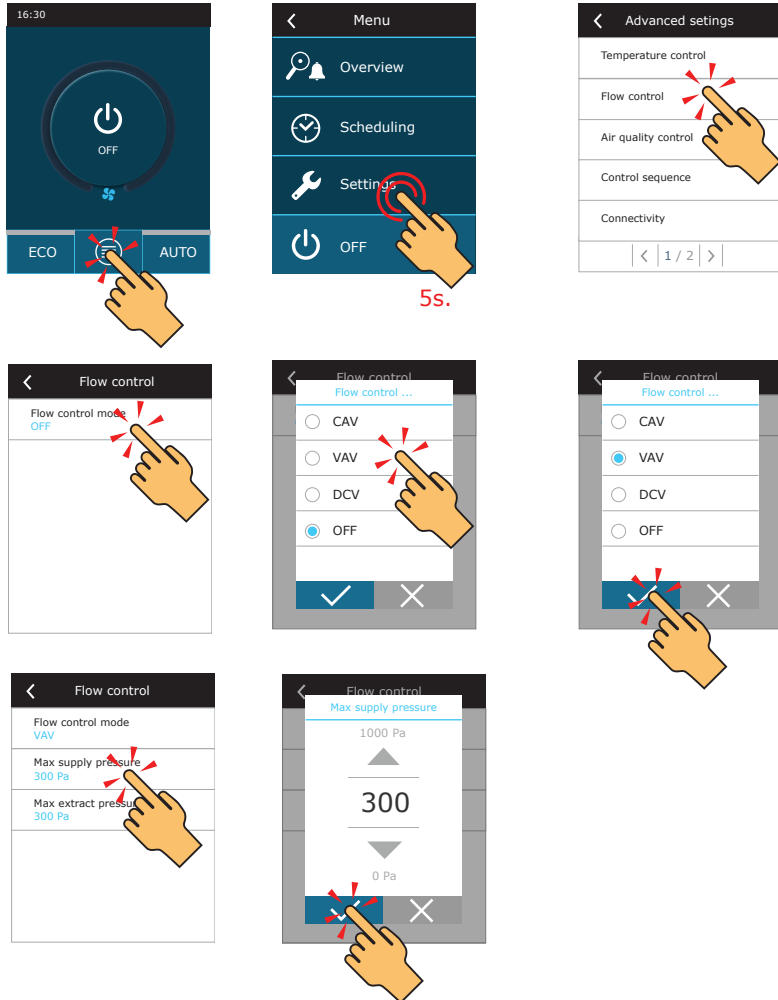 16:30
OFF
ECO
AUTO
Menu
Overview
Scheduling
Settings
OFF
5s.
Advanced setings
Temperature control
Flow control
Air quality control
Control sequence
Connectivity
1 / 2
Flow control
Flow control mode
OFF
Flow control
Flow control ...
CAV
VAV
DCV
OFF
Flow control
Flow control ...
CAV
VAV
DCV
OFF
Flow control
Flow control mode
VAV
Max supply pressure
300 Pa
Max extract pressure
300 Pa
Flow control
Max supply pressure
1000 Pa
300
0 Pa